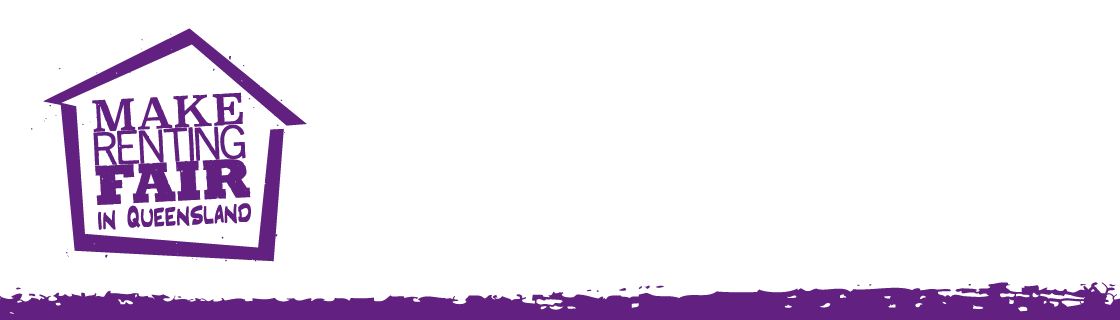 MAKE
RENTING
FAIR
IN QUEENSLAND